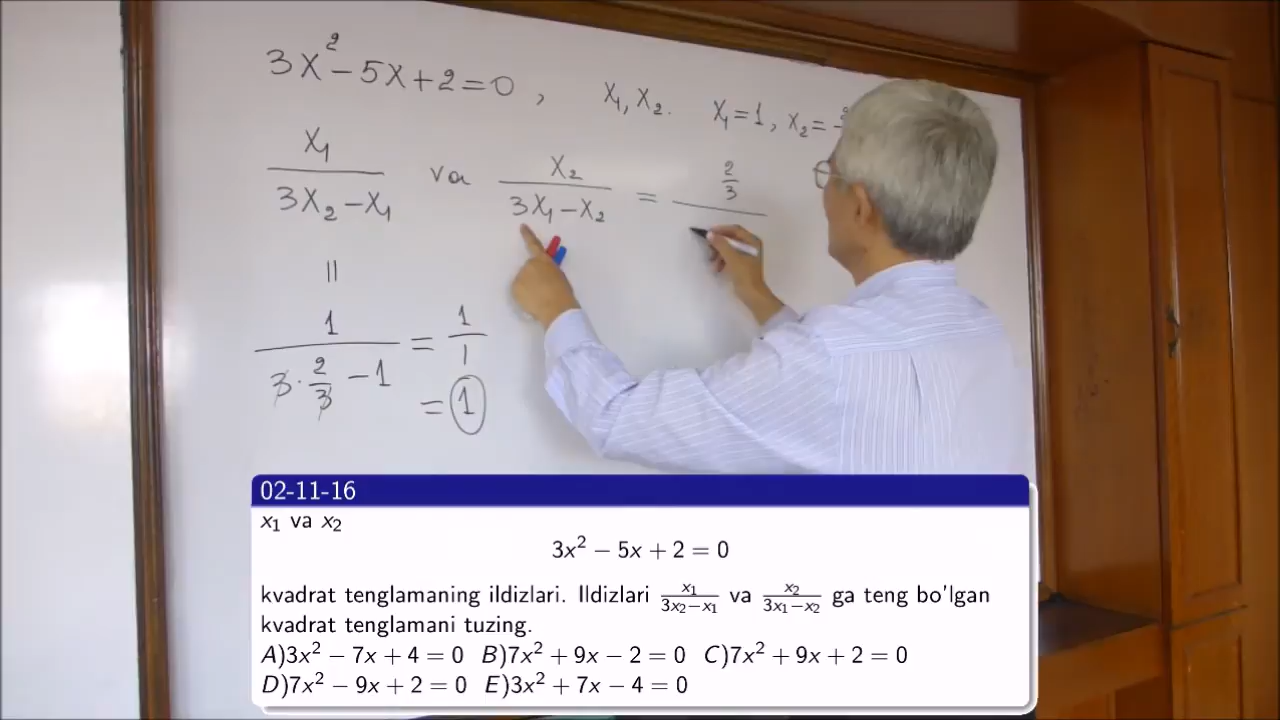 3x² − 5x + 2 = 0 , x₁, x₂. x₁ = 1, x₂ =
x₁/(3x₂ − x₁) va x₂/(3x₁ − x₂) = (2/3)/
=
1/(3 · 2/3 − 1) = 1/1
= 1
02-11-16
x₁ va x₂
3x² − 5x + 2 = 0
kvadrat tenglamaning ildizlari. Ildizlari x₁/(3x₂−x₁) va x₂/(3x₁−x₂) ga teng bo'lgan
kvadrat tenglamani tuzing.
A)3x² − 7x + 4 = 0 B)7x² + 9x − 2 = 0 C)7x² + 9x + 2 = 0
D)7x² − 9x + 2 = 0 E)3x² + 7x − 4 = 0